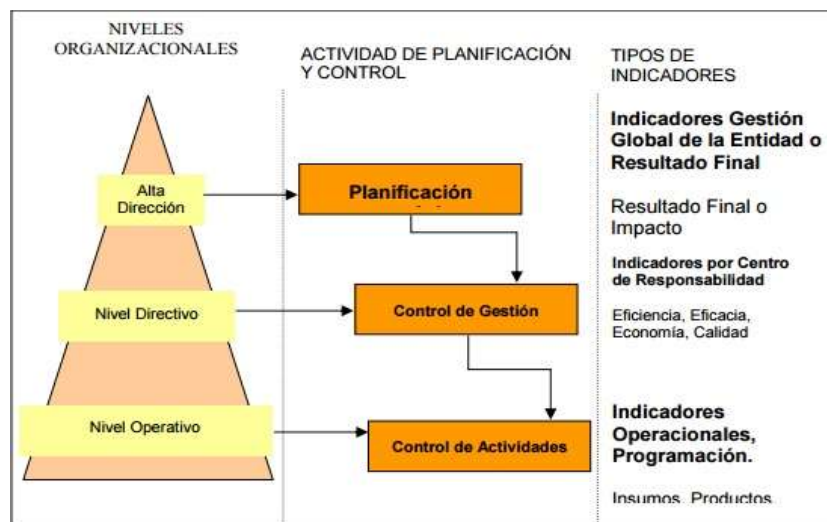 NIVELES
ORGANIZACIONALES
ACTIVIDAD DE PLANIFICACIÓN
Y CONTROL
TIPOS DE
INDICADORES
Alta
Dirección
Nivel Directivo
Nivel Operativo
Planificación
Control de Gestión
Control de Actividades
Indicadores Gestión
Global de la Entidad o
Resultado Final
Resultado Final o
Impacto
Indicadores por Centro
de Responsabilidad
Eficiencia, Eficacia,
Economía, Calidad
Indicadores
Operacionales,
Programación.
Insumos, Productos